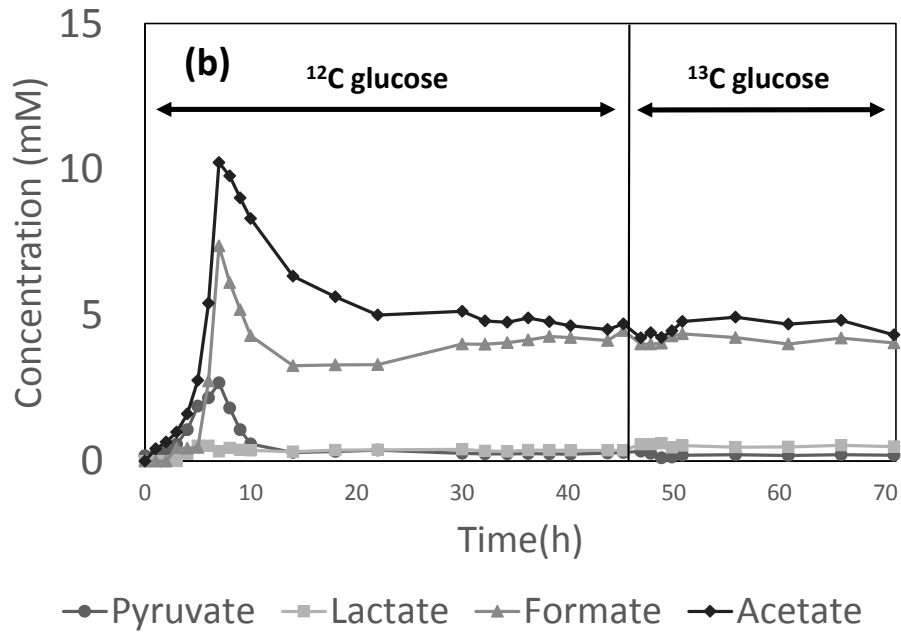 15
(b)
¹²C glucose
¹³C glucose
10
5
0
Concentration (mM)
0 10 20 30 40 50 60 70
Time(h)
Pyruvate Lactate Formate Acetate